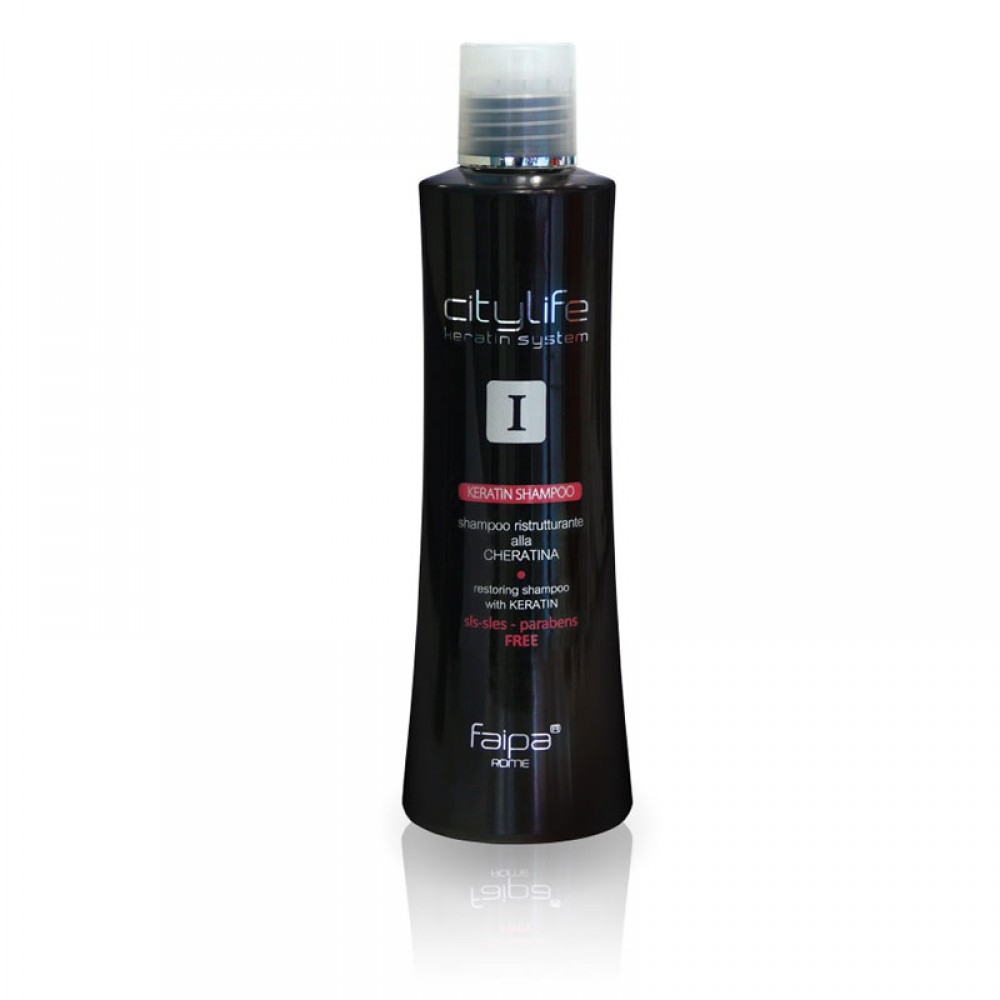 citylife
keratin system
I
KERATIN SHAMPOO
shampoo ristrutturante
alla
CHERATINA
restoring shampoo
with KERATIN
sls-sles - parabens
FREE
faipa®
ROME